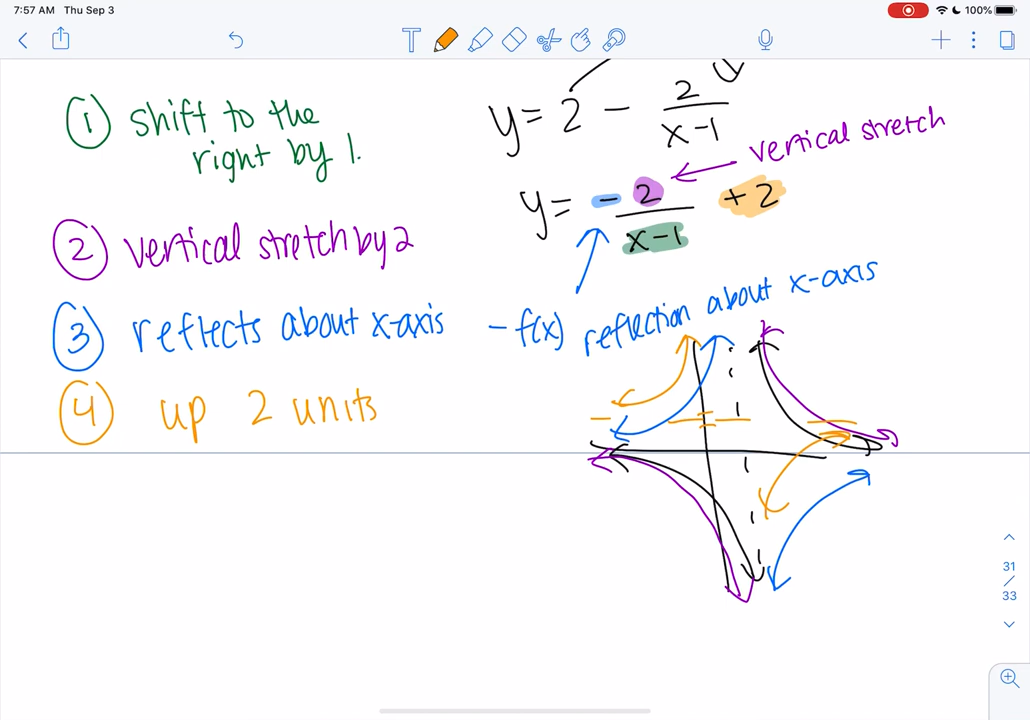 7:57 AM Thu Sep 3
100%
T
① shift to the
right by 1.
② vertical stretch by 2
③ reflects about x-axis
④ up 2 units
y = 2 - 2/(x-1)
vertical stretch
y = -2/(x-1) +2
- f(x) reflection about x-axis
31
/
33